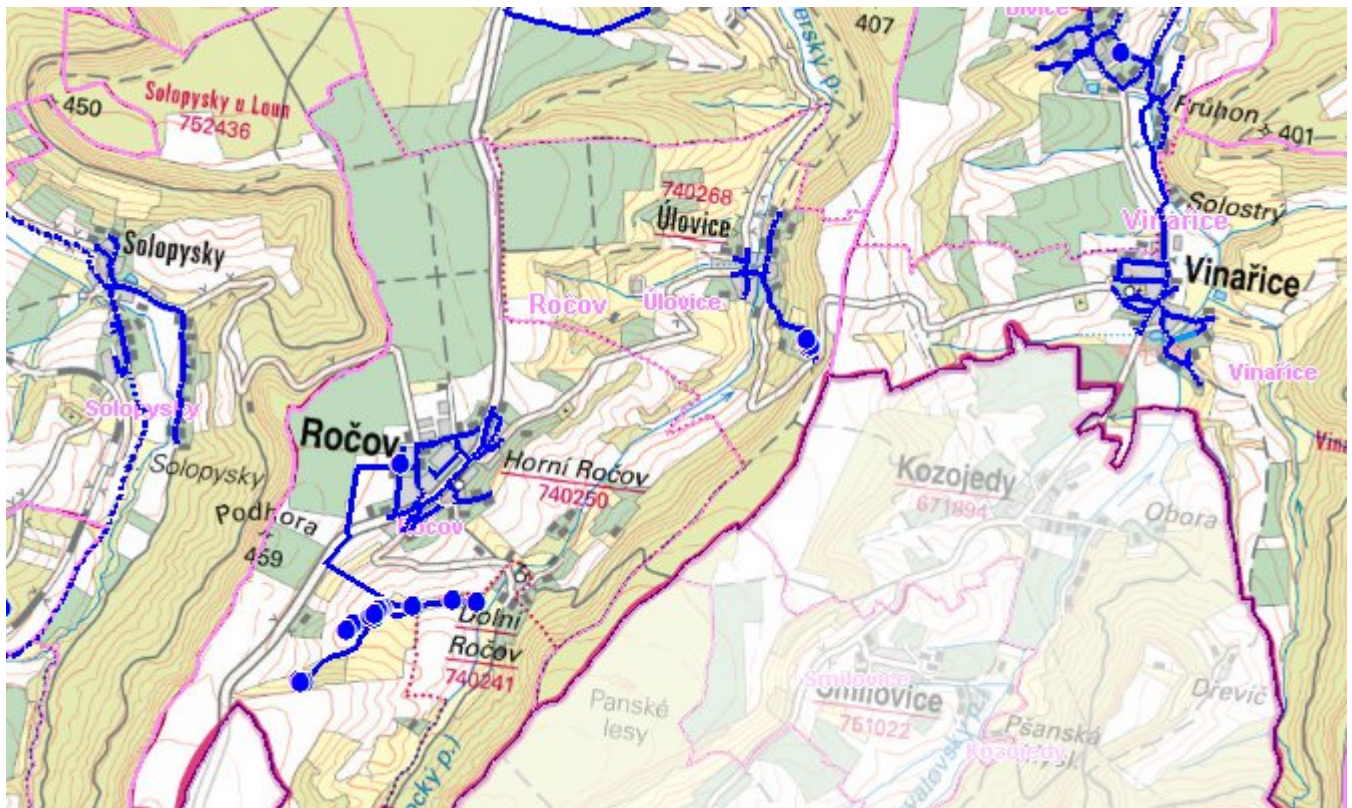 407
450
Solopysky u Loun
752436
Frühon
401
740268
Úlovice
Solostrý
Vinařice
Solopysky
Vinařice
Ročov
Úlovice
Vinařice
Solopysky
Solopysky
Ročov
Horní Ročov
740250
Kozojedy
671894
Obora
Podhora
Ročov
459
Dolní
Ročov
740241
Smilovice
Smilovice
751022
Panské
lesy
Dřevíč
Pšanská
Kozojedy